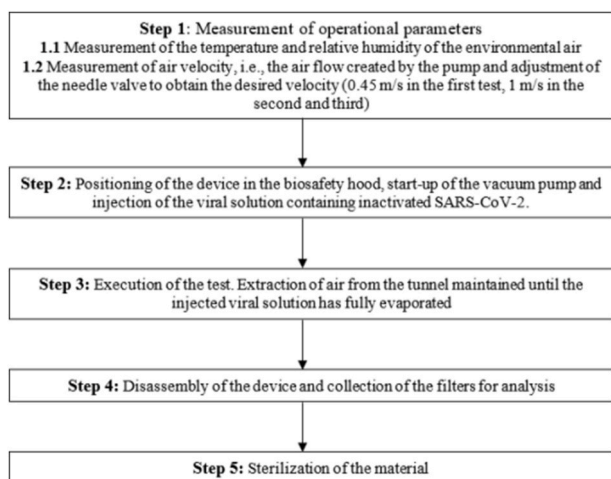 Step 1: Measurement of operational parameters
1.1 Measurement of the temperature and relative humidity of the environmental air
1.2 Measurement of air velocity, i.e., the air flow created by the pump and adjustment of
the needle valve to obtain the desired velocity (0.45 m/s in the first test, 1 m/s in the
second and third)
Step 2: Positioning of the device in the biosafety hood, start-up of the vacuum pump and
injection of the viral solution containing inactivated SARS-CoV-2.
Step 3: Execution of the test. Extraction of air from the tunnel maintained until the
injected viral solution has fully evaporated
Step 4: Disassembly of the device and collection of the filters for analysis
Step 5: Sterilization of the material